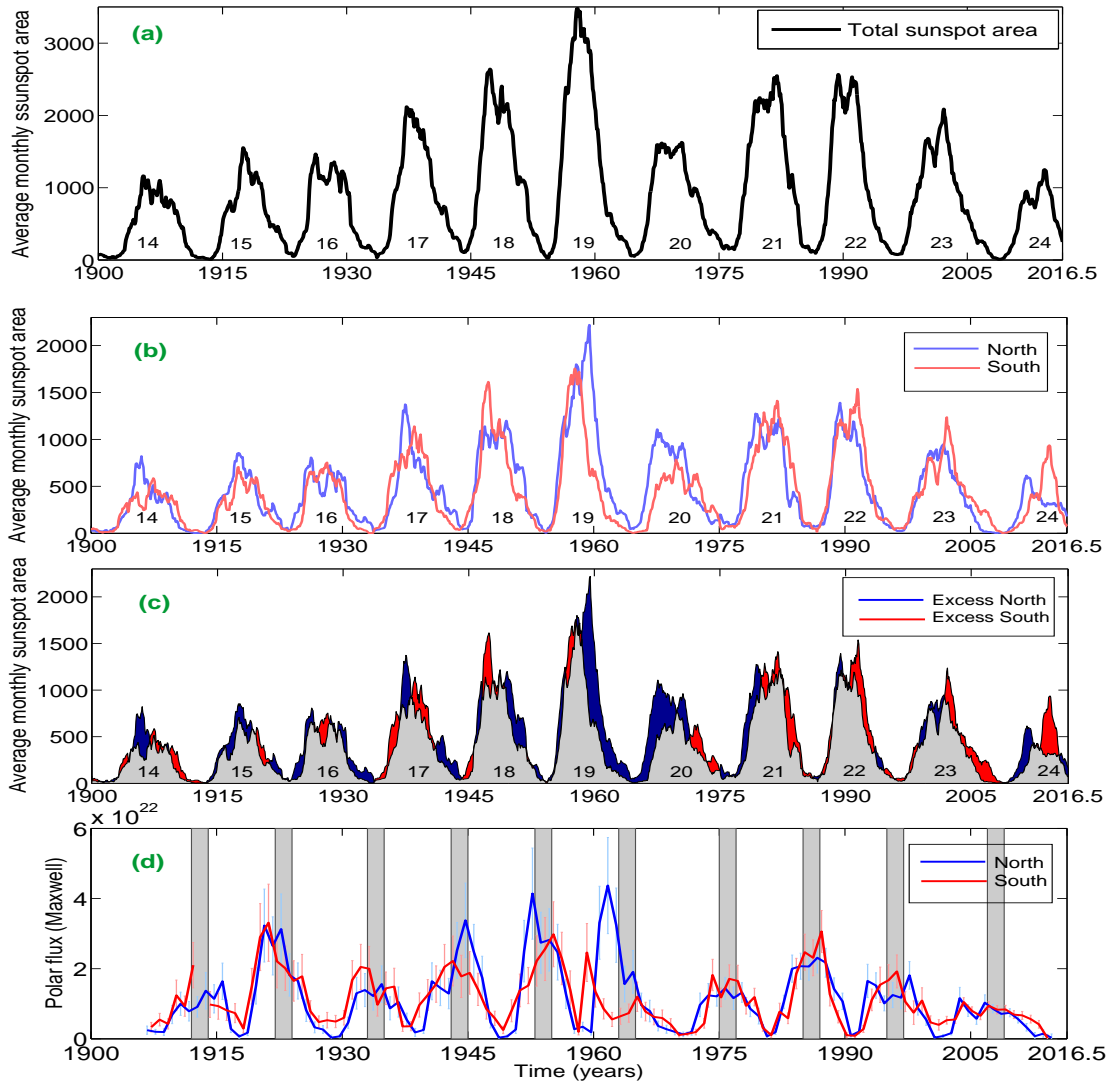 (a)
Total sunspot area
Average monthly ssunspot area
3000
2000
1000
0
14 15 16 17 18 19 20 21 22 23 24
1900 1915 1930 1945 1960 1975 1990 2005 2016.5
(b)
North
South
Average monthly sunspot area
2000
1500
1000
500
0
14 15 16 17 18 19 20 21 22 23 24
1900 1915 1930 1945 1960 1975 1990 2005 2016.5
(c)
Excess North
Excess South
Average monthly sunspot area
2000
1500
1000
500
0
14 15 16 17 18 19 20 21 22 23 24
1900 1915 1930 1945 1960 1975 1990 2005 2016.5
x 10^22
(d)
North
South
Polar flux (Maxwell)
6
4
2
0
1900 1915 1930 1945 1960 1975 1990 2005 2016.5
Time (years)